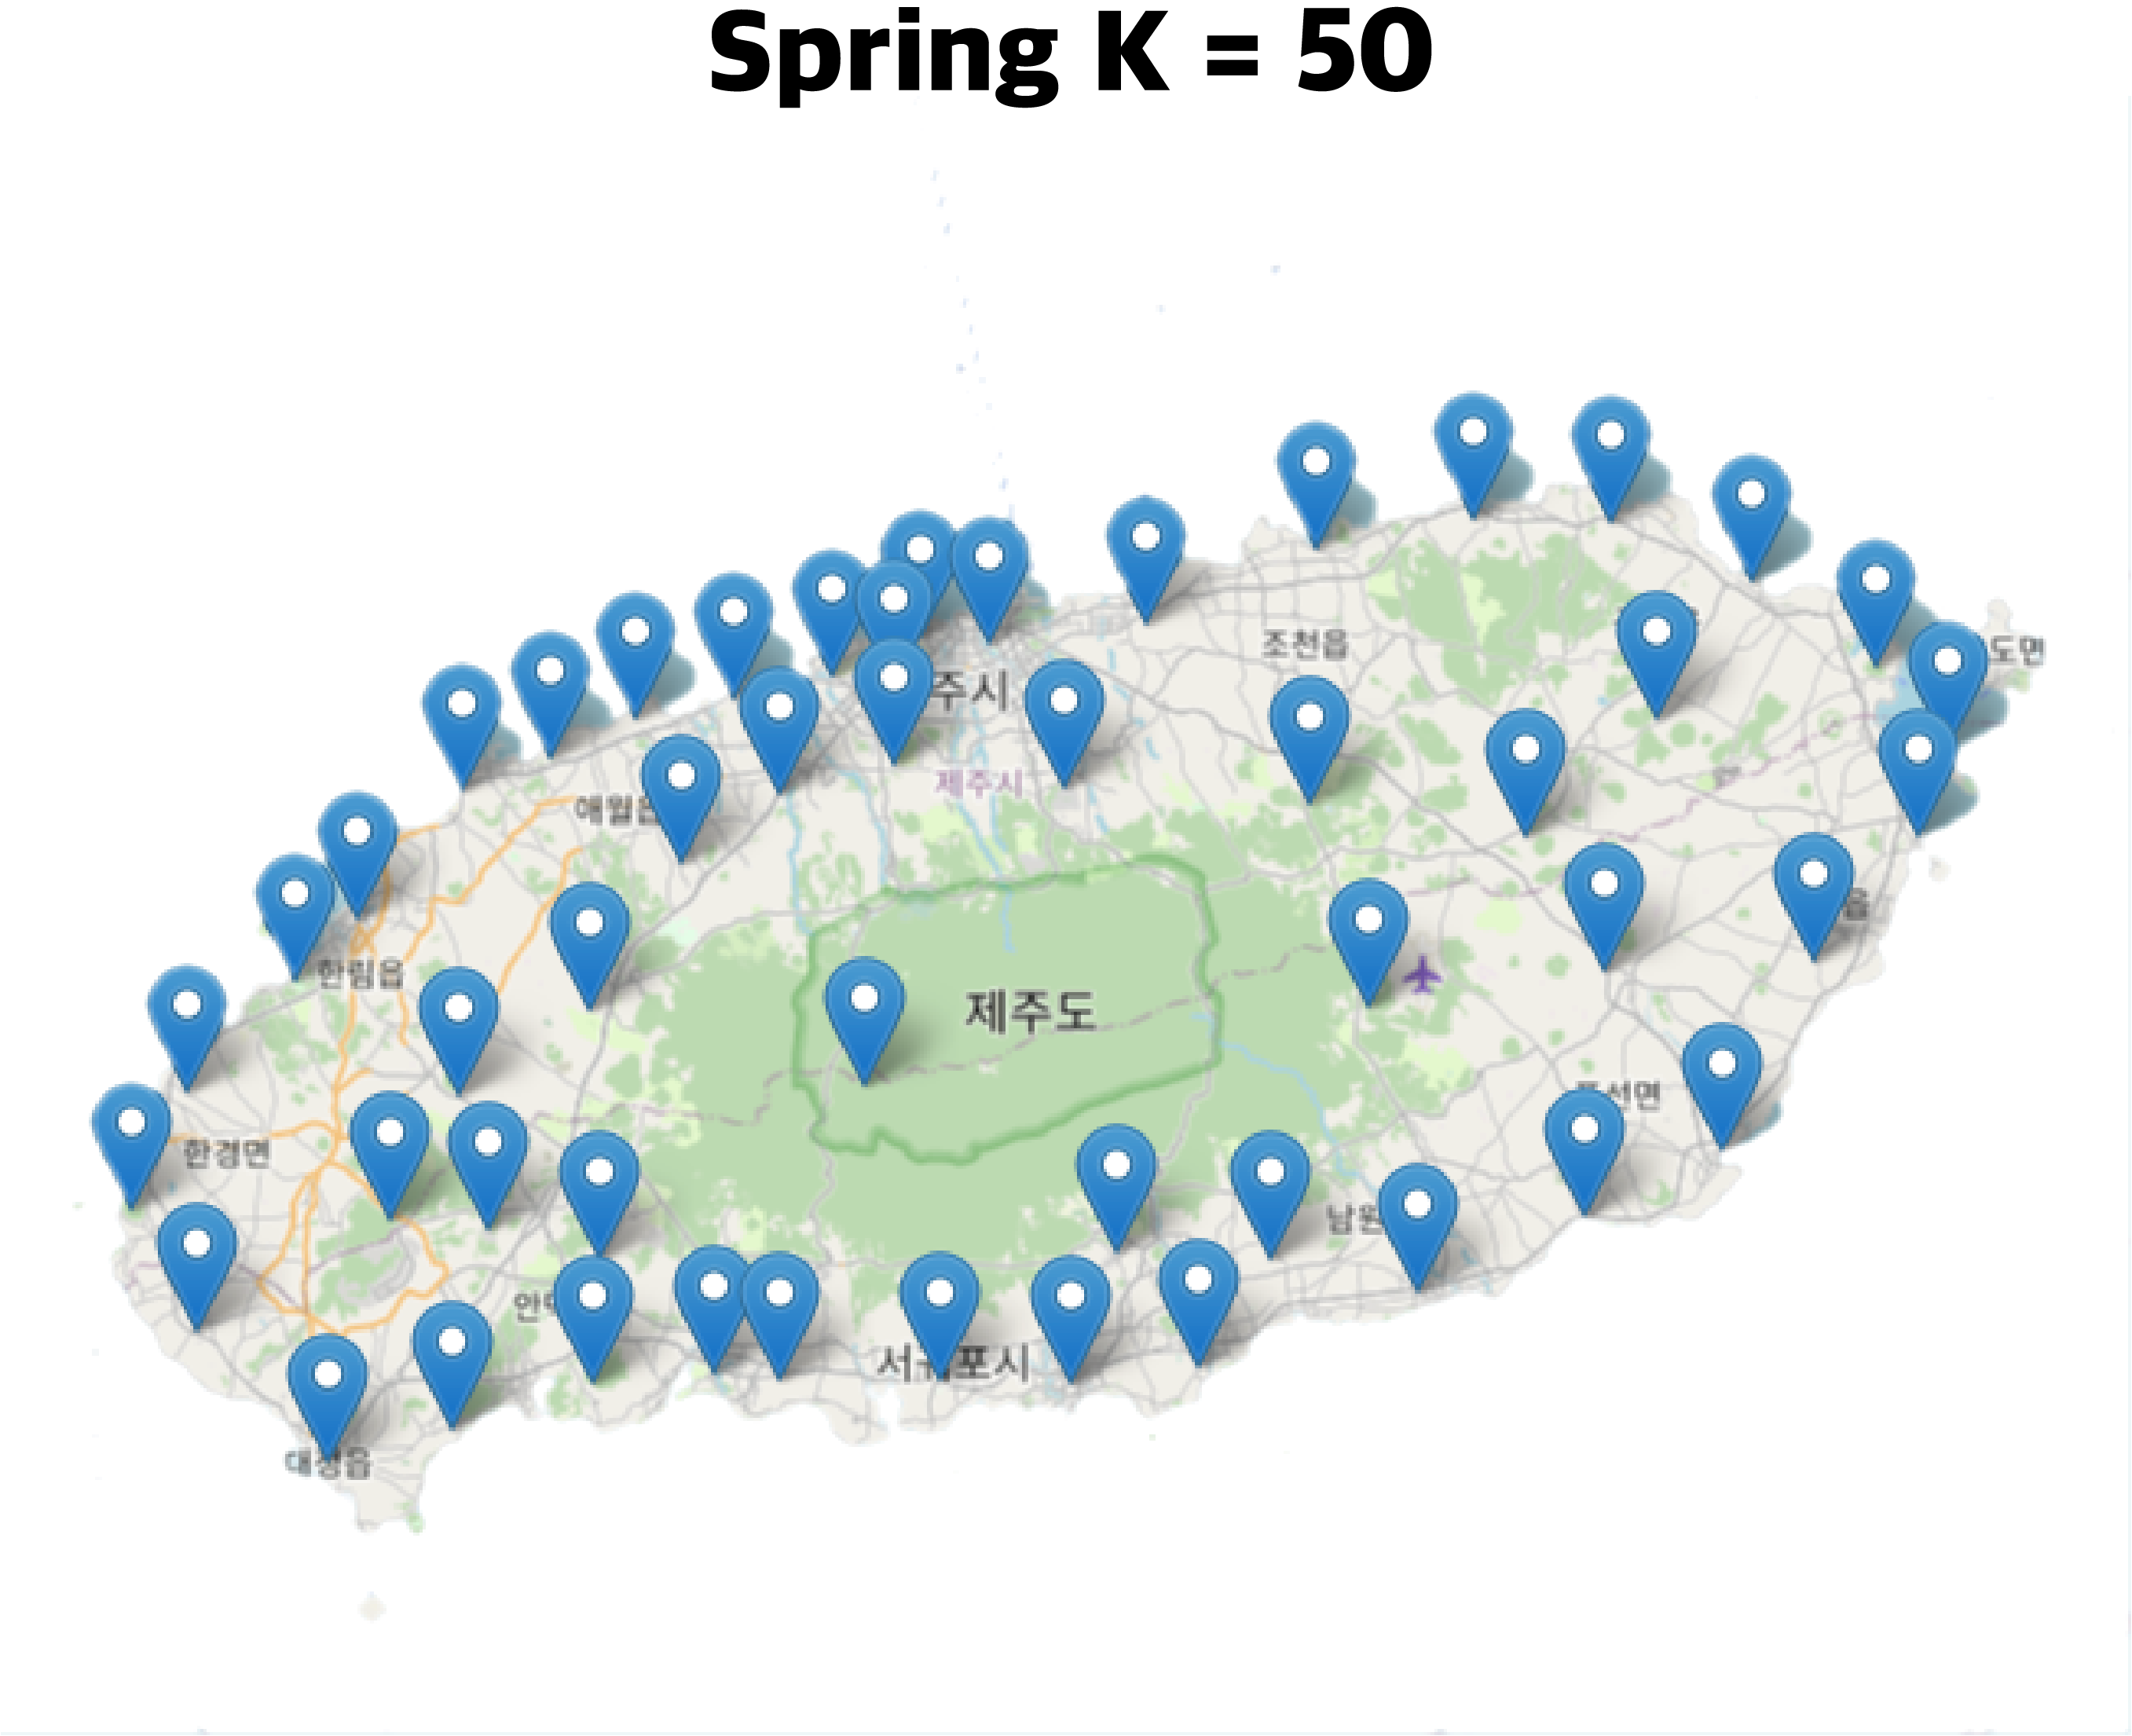 Spring K = 50
조천읍
도면
주시
제주시
애월읍
읍
한림읍
제주도
선면
한경면
남원
안덕
서귀포시
대정읍